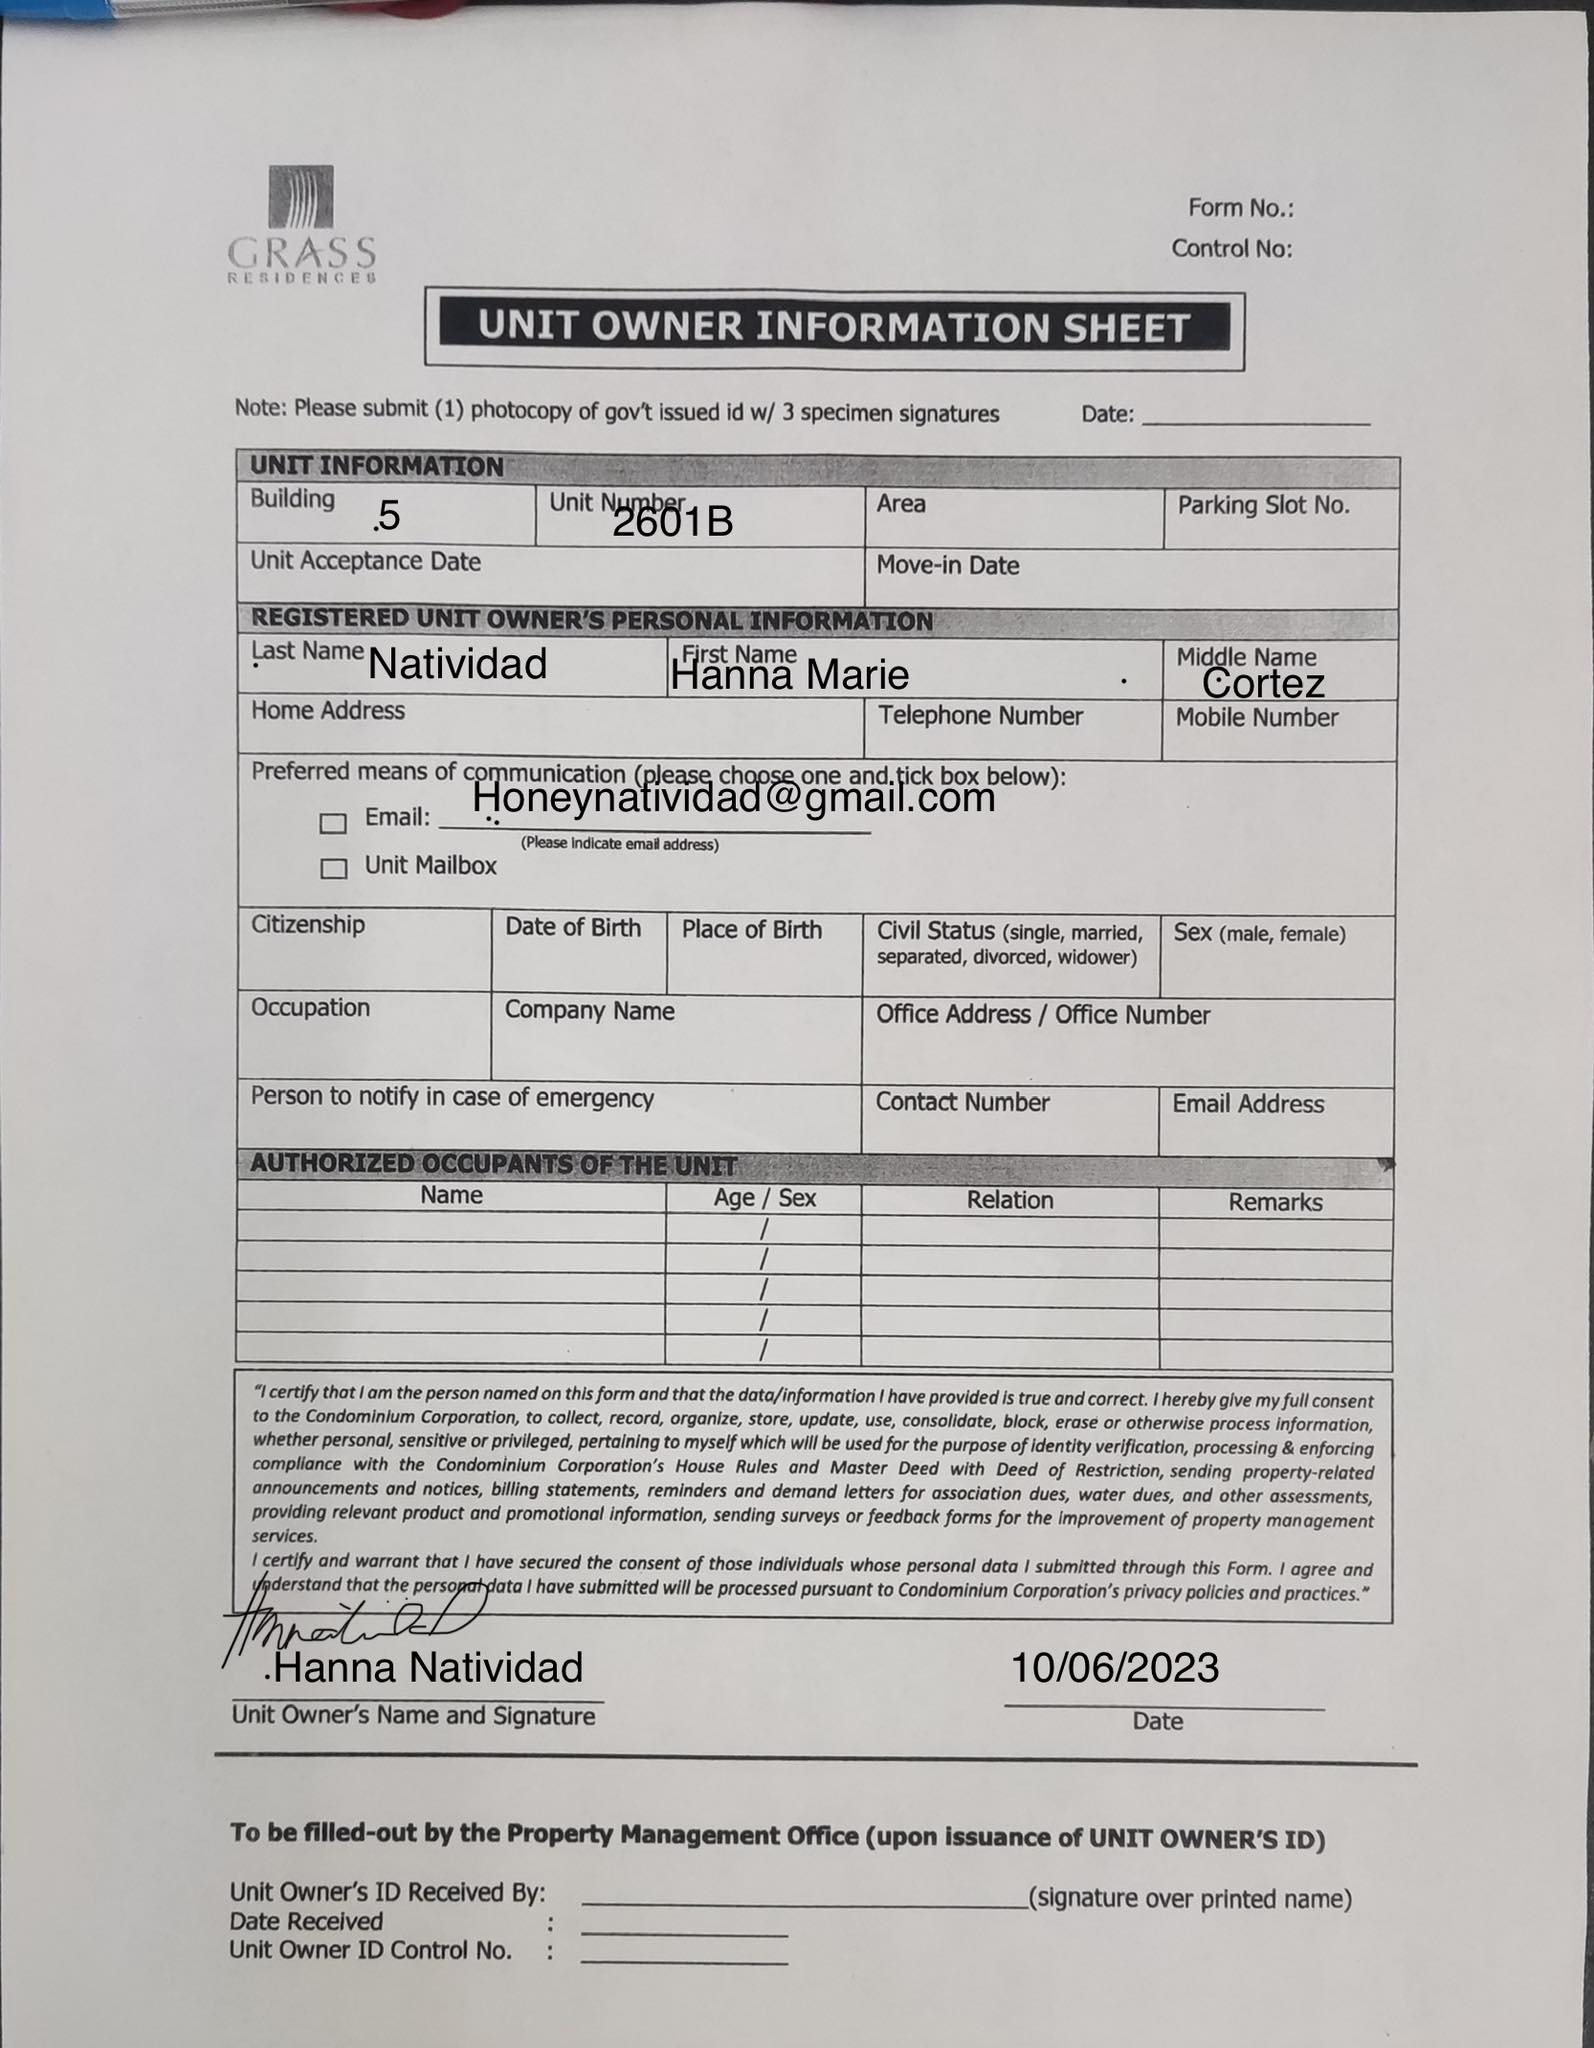 GRASS
RESIDENCES
Form No.:
Control No:
UNIT OWNER INFORMATION SHEET
Note: Please submit (1) photocopy of gov't issued id w/ 3 specimen signatures Date:
UNIT INFORMATION
Building .5 Unit Number 2601B Area Parking Slot No.
Unit Acceptance Date Move-in Date
REGISTERED UNIT OWNER'S PERSONAL INFORMATION
Last Name Natividad First Name Hanna Marie Middle Name Cortez
Home Address Telephone Number Mobile Number
Preferred means of communication (please choose one and tick box below):
Email: Honeynatividad@gmail.com
(Please indicate email address)
Unit Mailbox
Citizenship Date of Birth Place of Birth Civil Status (single, married, Sex (male, female)
separated, divorced, widower)
Occupation Company Name Office Address / Office Number
Person to notify in case of emergency Contact Number Email Address
AUTHORIZED OCCUPANTS OF THE UNIT
Name Age / Sex Relation Remarks
/
/
/
/
/
"I certify that I am the person named on this form and that the data/information I have provided is true and correct. I hereby give my full consent
to the Condominium Corporation, to collect, record, organize, store, update, use, consolidate, block, erase or otherwise process information,
whether personal, sensitive or privileged, pertaining to myself which will be used for the purpose of identity verification, processing & enforcing
compliance with the Condominium Corporation's House Rules and Master Deed with Deed of Restriction, sending property-related
announcements and notices, billing statements, reminders and demand letters for association dues, water dues, and other assessments,
providing relevant product and promotional information, sending surveys or feedback forms for the improvement of property management
services.
I certify and warrant that I have secured the consent of those individuals whose personal data I submitted through this Form. I agree and
understand that the personal data I have submitted will be processed pursuant to Condominium Corporation's privacy policies and practices."
.Hanna Natividad 10/06/2023
Unit Owner's Name and Signature Date
To be filled-out by the Property Management Office (upon issuance of UNIT OWNER'S ID)
Unit Owner's ID Received By: (signature over printed name)
Date Received :
Unit Owner ID Control No. :